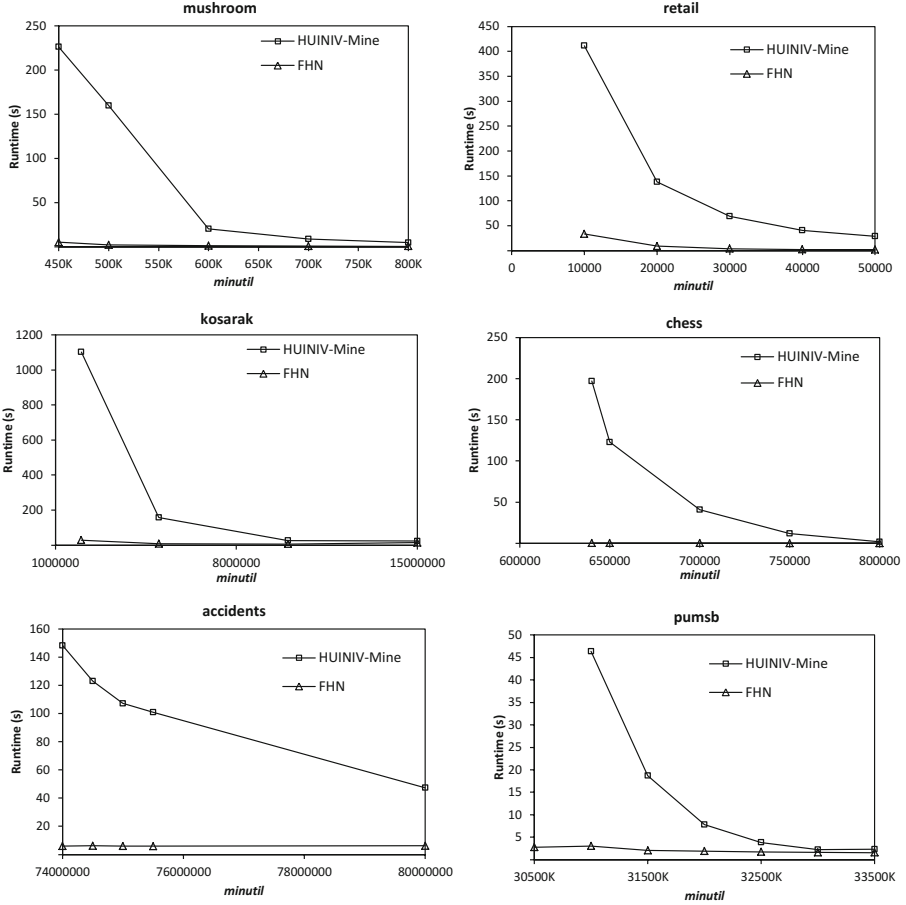 mushroom
250
200
150
100
50
Runtime (s)
HUINIV-Mine
FHN
450K 500K 550K 600K 650K 700K 750K 800K
minutil
retail
450
400
350
300
250
200
150
100
50
Runtime (s)
HUINIV-Mine
FHN
0 10000 20000 30000 40000 50000
minutil
kosarak
1200
1000
800
600
400
200
Runtime (s)
HUINIV-Mine
FHN
1000000 8000000 15000000
minutil
chess
250
200
150
100
50
Runtime (s)
HUINIV-Mine
FHN
600000 650000 700000 750000 800000
minutil
accidents
160
140
120
100
80
60
40
20
Runtime (s)
HUINIV-Mine
FHN
74000000 76000000 78000000 80000000
minutil
pumsb
50
45
40
35
30
25
20
15
10
5
Runtime (s)
HUINIV-Mine
FHN
30500K 31500K 32500K 33500K
minutil